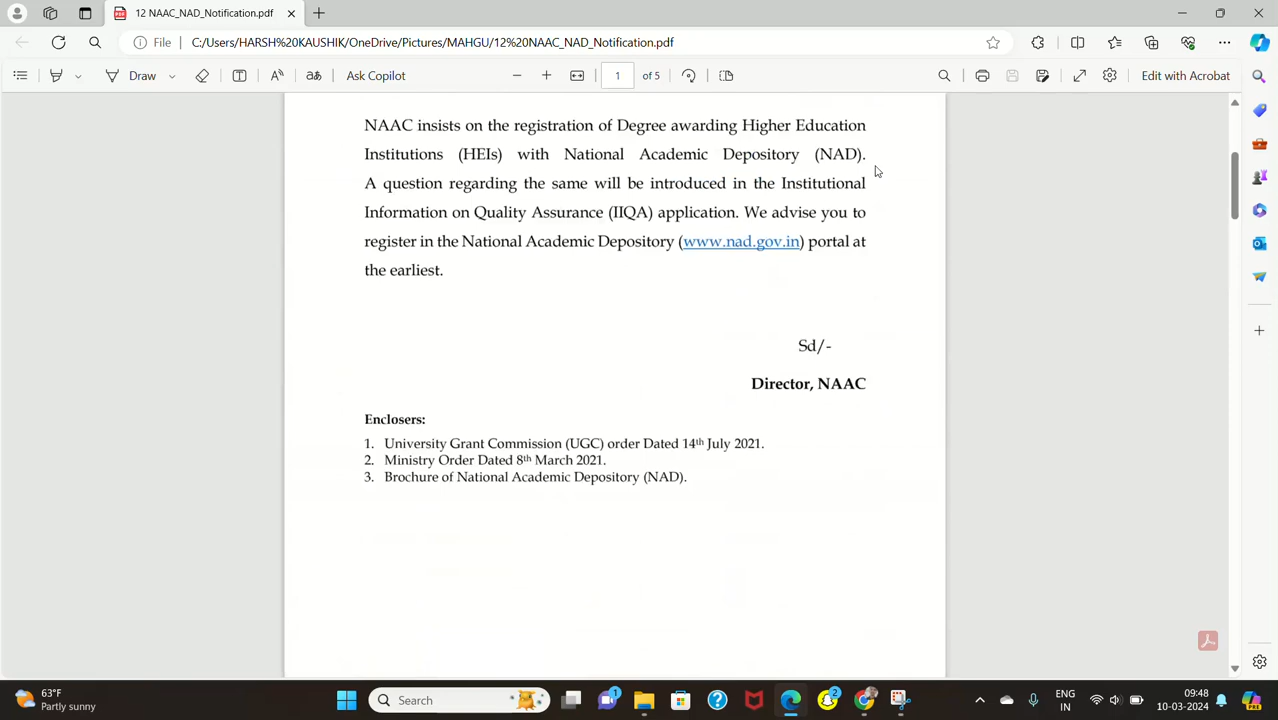 12 NAAC_NAD_Notification.pdf
File C:/Users/HARSH%20KAUSHIK/OneDrive/Pictures/MAHGU/12%20NAAC_NAD_Notification.pdf
Draw Ask Copilot 1 of 5 Edit with Acrobat
NAAC insists on the registration of Degree awarding Higher Education
Institutions (HEIs) with National Academic Depository (NAD).
A question regarding the same will be introduced in the Institutional
Information on Quality Assurance (IIQA) application. We advise you to
register in the National Academic Depository (www.nad.gov.in) portal at
the earliest.
Sd/-
Director, NAAC
Enclosers:
1. University Grant Commission (UGC) order Dated 14th July 2021.
2. Ministry Order Dated 8th March 2021.
3. Brochure of National Academic Depository (NAD).
63°F
Partly sunny
Search
1
2
ENG
IN
09:48
10-03-2024